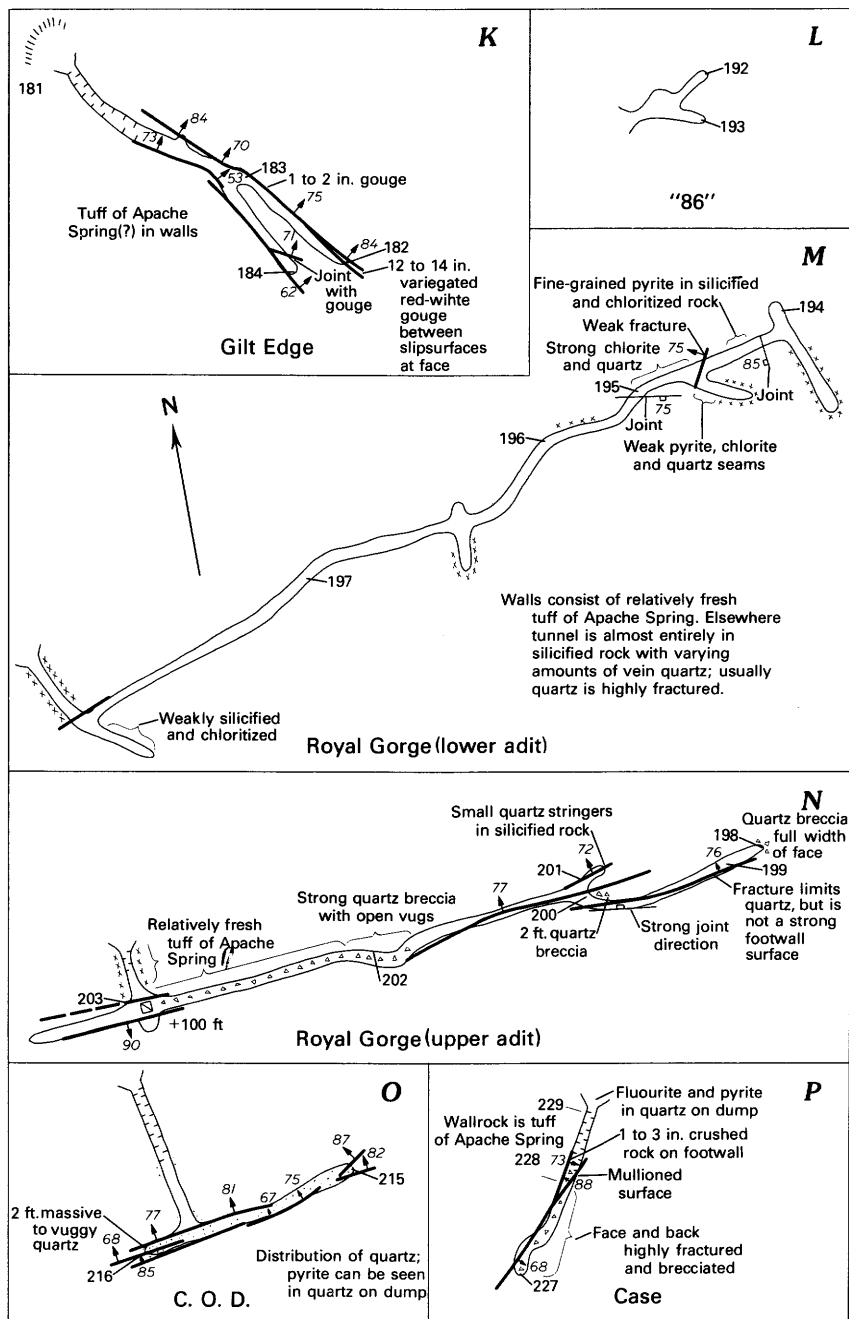 K
181
84
73
70
53
183
1 to 2 in. gouge
75
Tuff of Apache
Spring(?) in walls
71
84
182
184
62
Joint
with
gouge
12 to 14 in.
variegated
red-wihte
gouge
between
slipsurfaces
at face
Gilt Edge
L
192
193
"86"
M
Fine-grained pyrite in silicified
and chloritized rock
194
Weak fracture
Strong chlorite
and quartz
75
85
Joint
195
75
Joint
196
Weak pyrite, chlorite
and quartz seams
N
197
Walls consist of relatively fresh
tuff of Apache Spring. Elsewhere
tunnel is almost entirely in
silicified rock with varying
amounts of vein quartz; usually
quartz is highly fractured.
Weakly silicified
and chloritized
Royal Gorge (lower adit)
N
Small quartz stringers
in silicified rock
198
Quartz breccia
full width
of face
72
201
76
199
Strong quartz breccia
with open vugs
77
200
2 ft. quartz
breccia
Strong joint
direction
Fracture limits
quartz, but is
not a strong
footwall
surface
Relatively fresh
tuff of Apache
Spring
202
203
+100 ft
90
Royal Gorge (upper adit)
O
87
82
215
75
81
67
2 ft. massive
to vuggy
quartz
77
68
216
85
Distribution of quartz;
pyrite can be seen
in quartz on dump
C. O. D.
P
229
Fluourite and pyrite
in quartz on dump
Wallrock is tuff
of Apache Spring
1 to 3 in. crushed
rock on footwall
228
73
Mullioned
surface
88
Face and back
highly fractured
and brecciated
68
227
Case